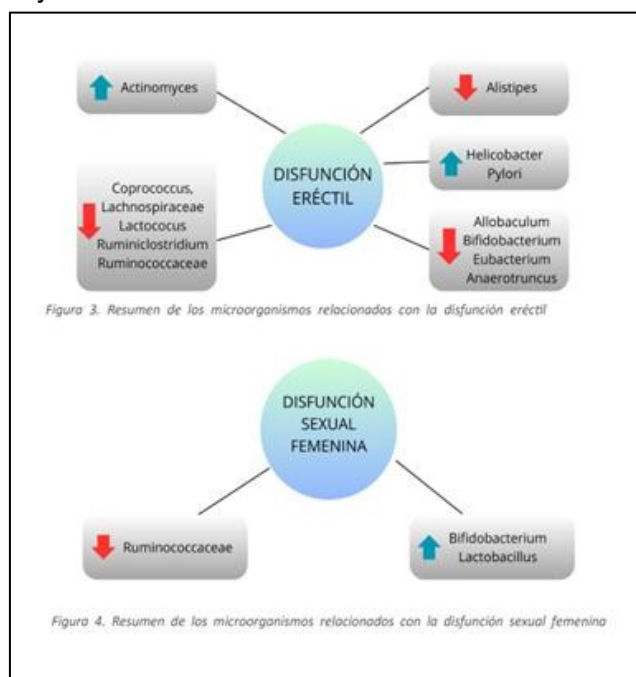 Actinomyces
Alistipes
DISFUNCIÓN
ERÉCTIL
Helicobacter
Pylori
Coprococcus,
Lachnospiraceae
Lactococus
Ruminiclostridium
Ruminococcaceae
Allobaculum
Bifidobacterium
Eubacterium
Anaerotruncus
Figura 3. Resumen de los microorganismos relacionados con la disfunción eréctil
DISFUNCIÓN
SEXUAL
FEMENINA
Ruminococcaceae
Bifidobacterium
Lactobacillus
Figura 4. Resumen de los microorganismos relacionados con la disfunción sexual femenina